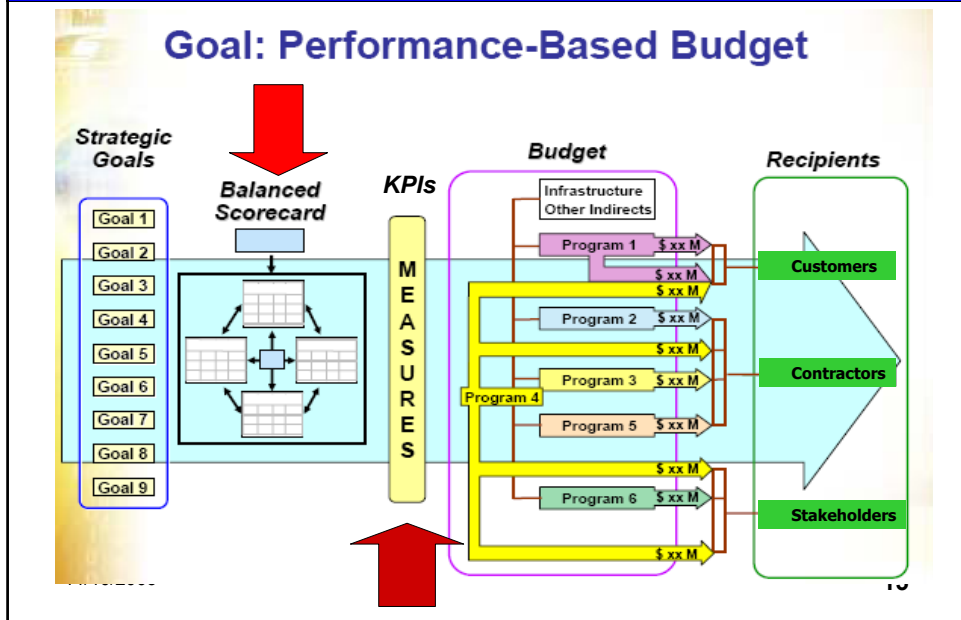 Goal: Performance-Based Budget
Strategic
Goals
Goal 1
Goal 2
Goal 3
Goal 4
Goal 5
Goal 6
Goal 7
Goal 8
Goal 9
Balanced
Scorecard
KPIs
M
E
A
S
U
R
E
S
Budget
Infrastructure
Other Indirects
Program 1 $ xx M
$ xx M
$ xx M
Program 2 $ xx M
$ xx M
Program 3 $ xx M
Program 4
Program 5 $ xx M
$ xx M
Program 6 $ xx M
$ xx M
Recipients
Customers
Contractors
Stakeholders